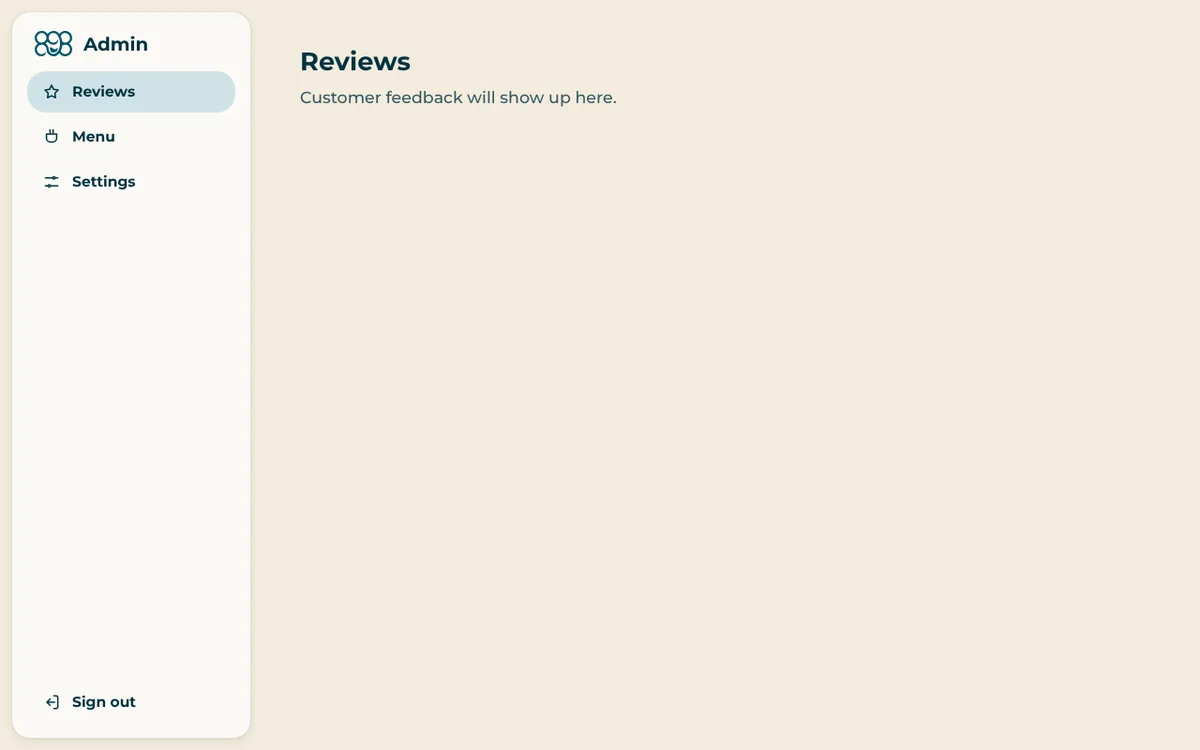 Admin
Reviews
Menu
Settings
Sign out
Reviews
Customer feedback will show up here.